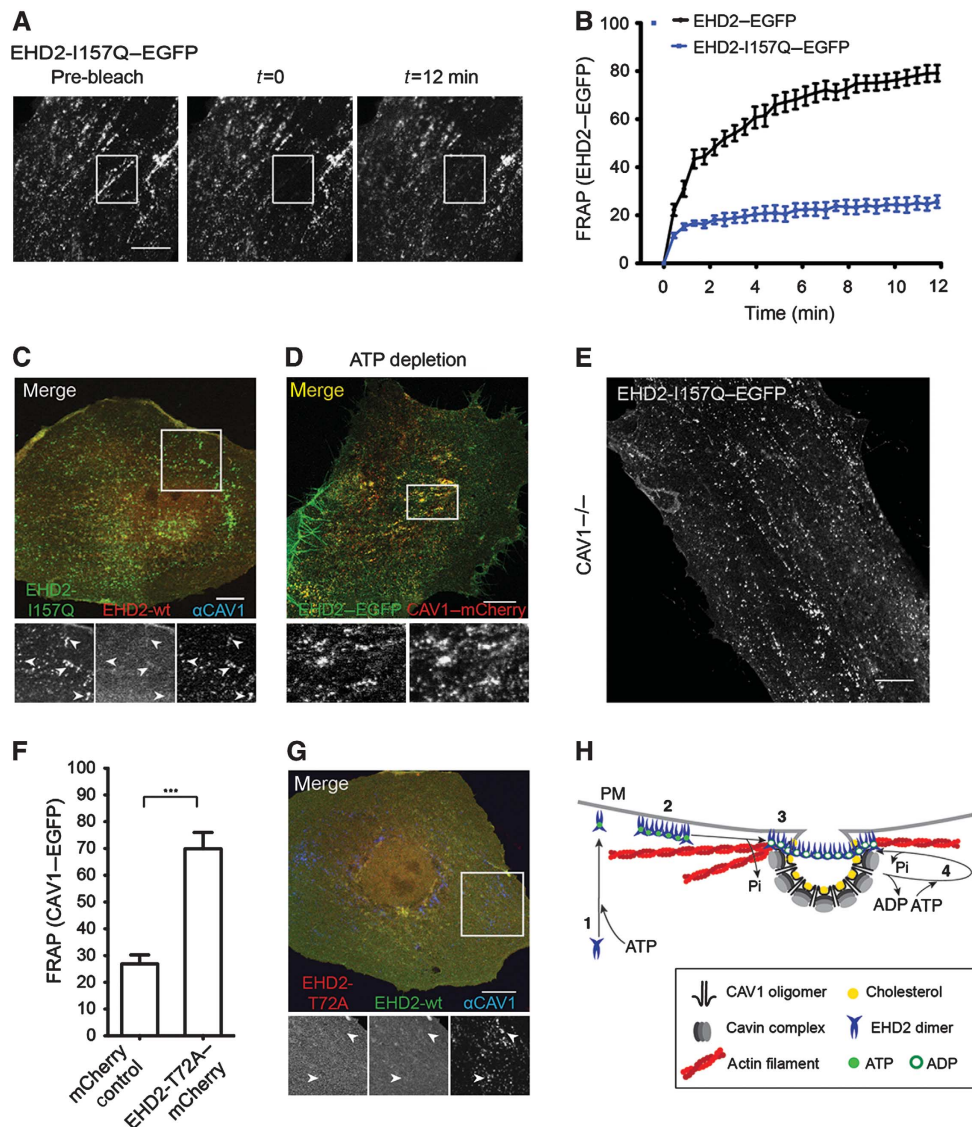 A
EHD2-I157Q–EGFP
Pre-bleach
t=0
t=12 min
B
EHD2–EGFP
EHD2-I157Q–EGFP
FRAP (EHD2–EGFP)
80
60
40
20
0
0 2 4 6 8 10 12
Time (min)
C
Merge
EHD2-I157Q
EHD2-wt
αCAV1
D
ATP depletion
Merge
EHD2–EGFP
CAV1–mCherry
E
EHD2-I157Q–EGFP
CAV1–/–
F
FRAP (CAV1–EGFP)
100
90
80
70
60
50
40
30
20
10
0
***
mCherry control
EHD2-T72A–mCherry
G
Merge
EHD2-T72A
EHD2-wt
αCAV1
H
PM
1
2
3
4
ATP
Pi
Pi
ADP
ATP
CAV1 oligomer
Cholesterol
Cavin complex
EHD2 dimer
Actin filament
ATP
ADP